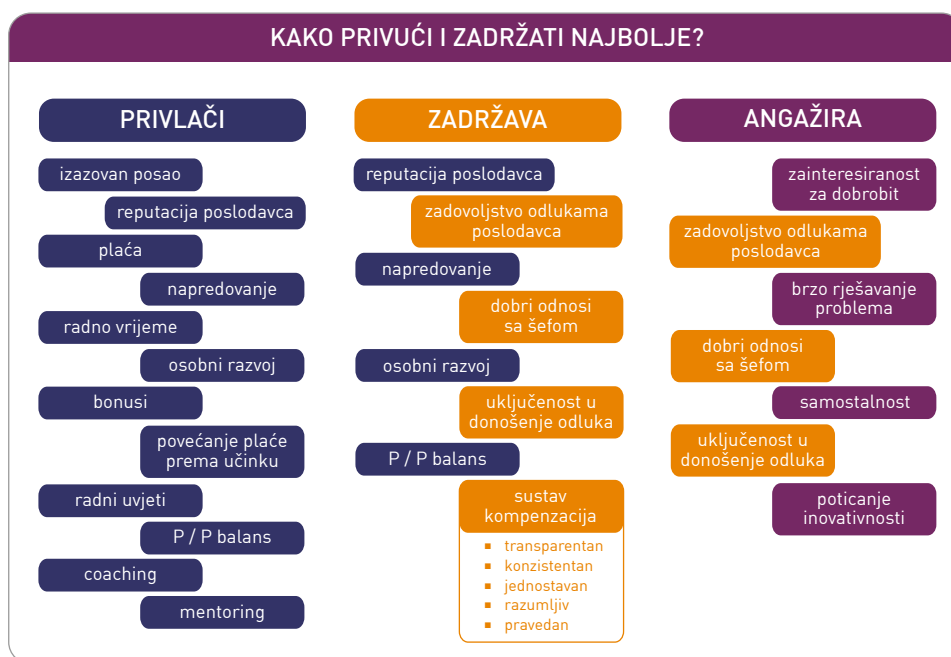 KAKO PRIVUĆI I ZADRŽATI NAJBOLJE?
PRIVLAČI
izazovan posao
reputacija poslodavca
plaća
napredovanje
radno vrijeme
osobni razvoj
bonusi
povećanje plaće
prema učinku
radni uvjeti
P / P balans
coaching
mentoring
ZADRŽAVA
reputacija poslodavca
zadovoljstvo odlukama
poslodavca
napredovanje
dobri odnosi
sa šefom
osobni razvoj
uključenost u
donošenje odluka
P / P balans
sustav
kompenzacija
▪ transparentan
▪ konzistentan
▪ jednostavan
▪ razumljiv
▪ pravedan
ANGAŽIRA
zainteresiranost
za dobrobit
zadovoljstvo odlukama
poslodavca
brzo rješavanje
problema
dobri odnosi
sa šefom
samostalnost
uključenost u
donošenje odluka
poticanje
inovativnosti